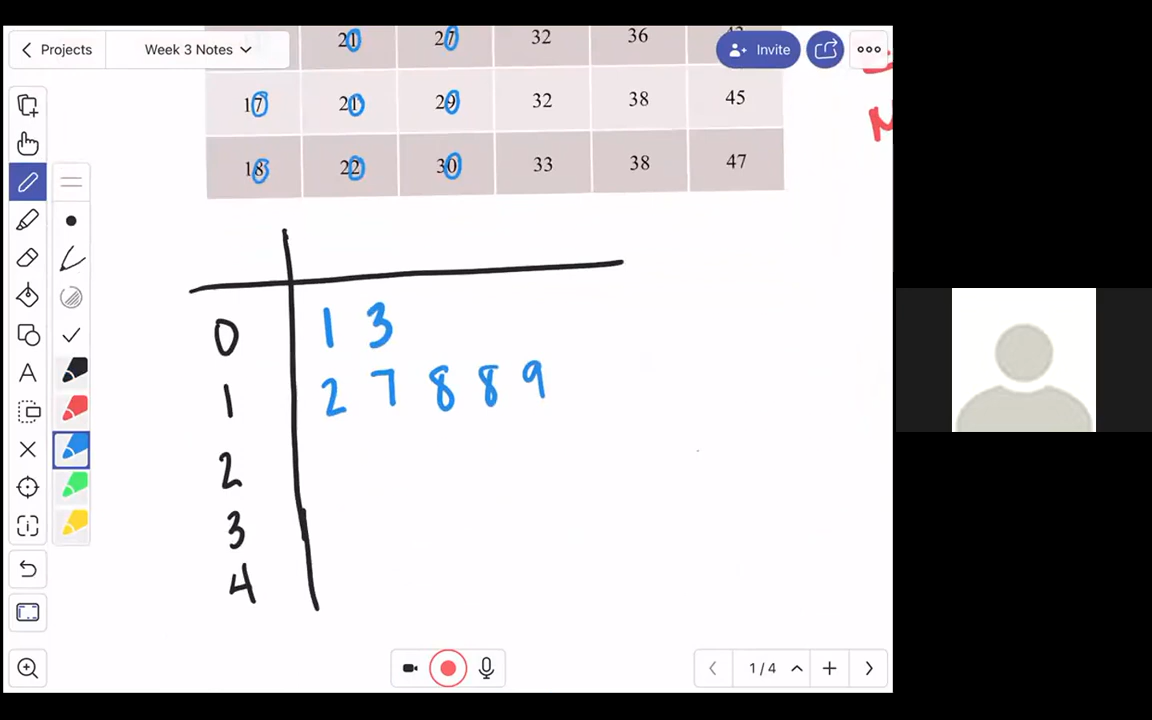 Projects Week 3 Notes Invite
21 27 32 36
17 21 29 32 38 45
18 22 30 33 38 47
0 1 3
1 2 7 8 8 9
2
3
4
A
1 / 4